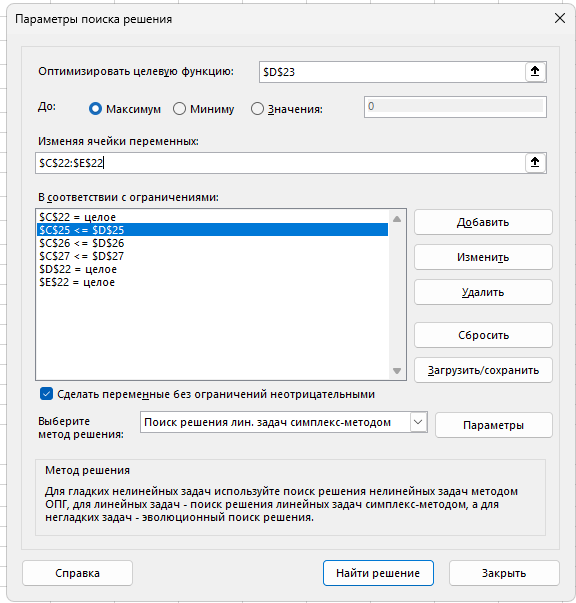 Параметры поиска решения
Оптимизировать целевую функцию:
$D$23
До:
Максимум
Миниму
Значения:
0
Изменяя ячейки переменных:
$C$22:$E$22
В соответствии с ограничениями:
$C$22 = целое
$C$25 <= $D$25
$C$26 <= $D$26
$C$27 <= $D$27
$D$22 = целое
$E$22 = целое
Добавить
Изменить
Удалить
Сбросить
Загрузить/сохранить
Сделать переменные без ограничений неотрицательными
Выберите
метод решения:
Поиск решения лин. задач симплекс-методом
Параметры
Метод решения
Для гладких нелинейных задач используйте поиск решения нелинейных задач методом
ОПГ, для линейных задач - поиск решения линейных задач симплекс-методом, а для
негладких задач - эволюционный поиск решения.
Справка
Найти решение
Закрыть